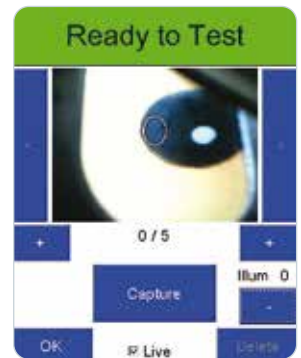 Ready to Test
- -
+ 0 / 5 +
Illum 0
Capture
-
OK Live Delete